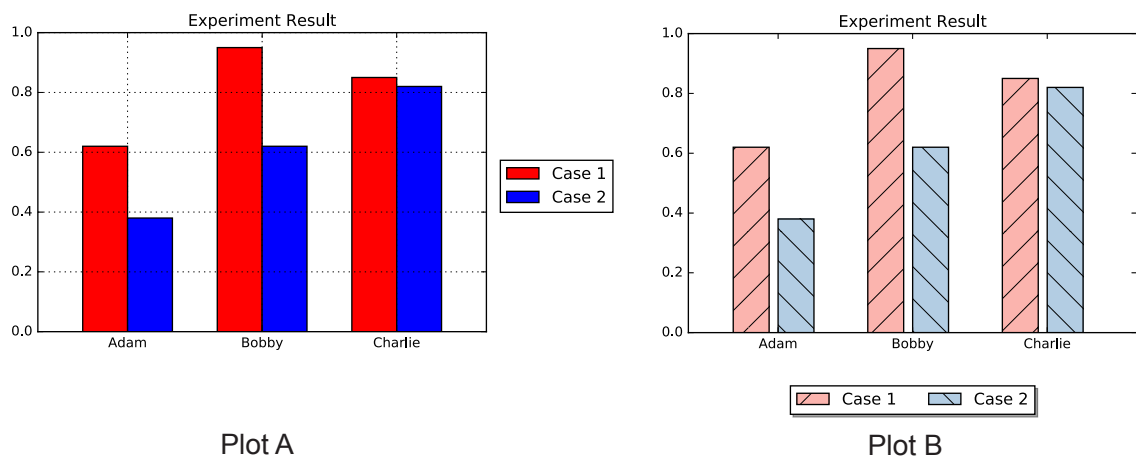 Experiment Result
1.0
0.8
0.6
0.4
0.2
0.0
Adam Bobby Charlie
Case 1
Case 2
Plot A
Experiment Result
1.0
0.8
0.6
0.4
0.2
0.0
Adam Bobby Charlie
Case 1 Case 2
Plot B